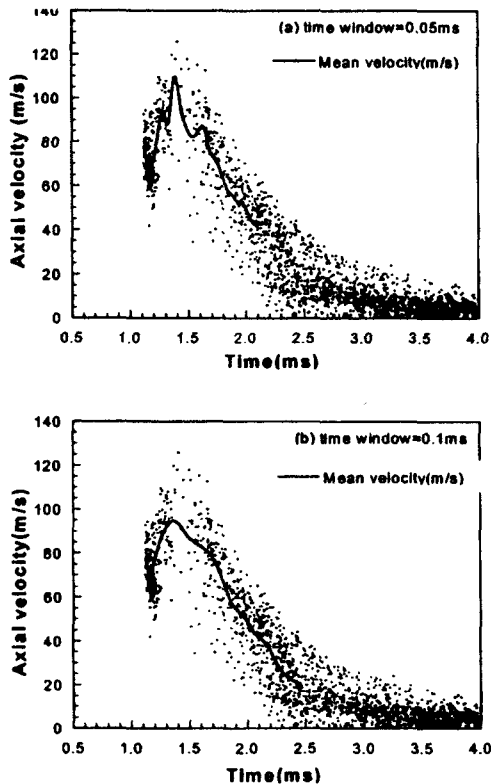 140
(a) time window=0.05ms
120
Mean velocity(m/s)
100
80
60
40
20
0
Axial velocity (m/s)
0.5 1.0 1.5 2.0 2.5 3.0 3.5 4.0
Time(ms)
140
(b) time window=0.1ms
120
Mean velocity(m/s)
100
80
60
40
20
0
Axial velocity(m/s)
0.5 1.0 1.5 2.0 2.5 3.0 3.5 4.0
Time(ms)